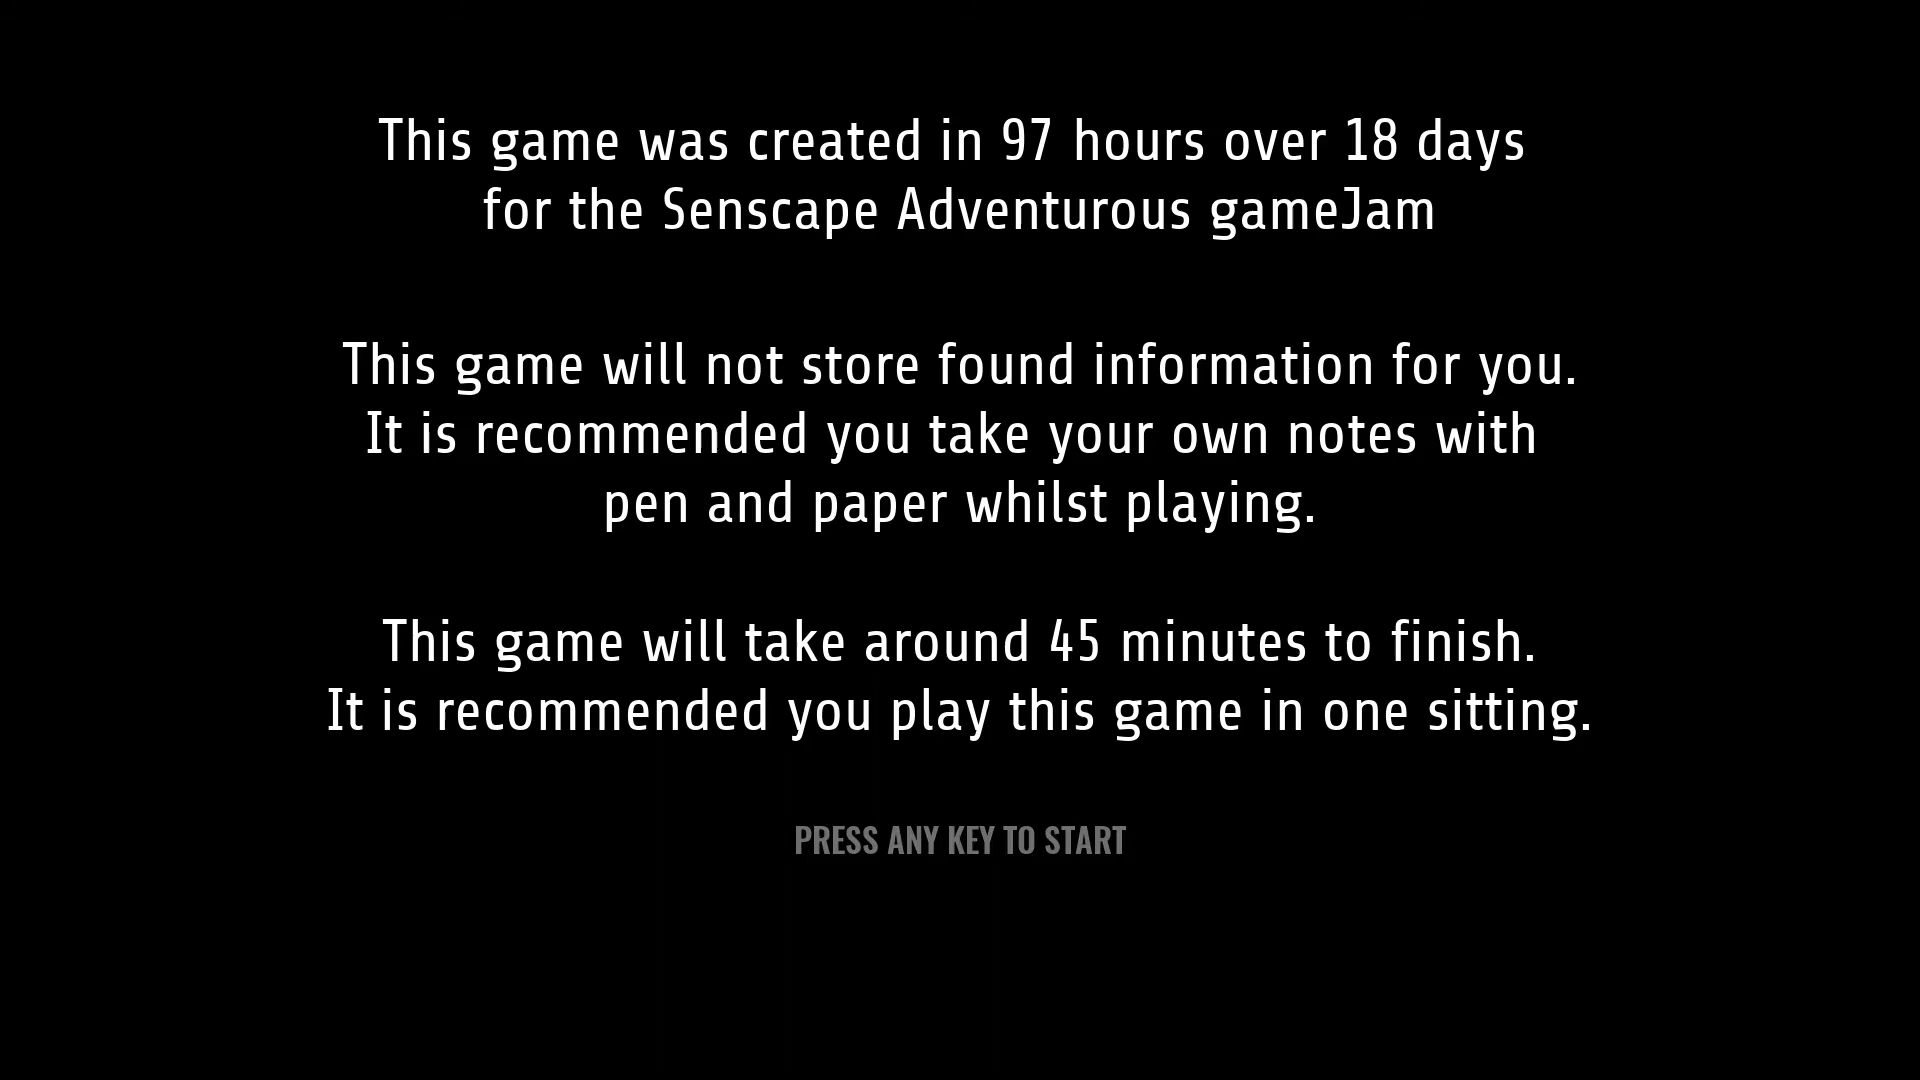 This game was created in 97 hours over 18 days
for the Senscape Adventurous gameJam
This game will not store found information for you.
It is recommended you take your own notes with
pen and paper whilst playing.
This game will take around 45 minutes to finish.
It is recommended you play this game in one sitting.
PRESS ANY KEY TO START